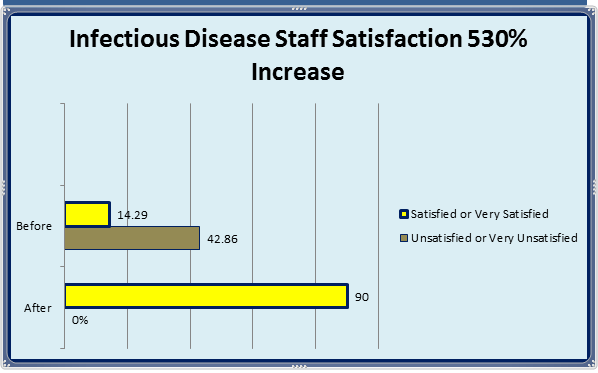 Infectious Disease Staff Satisfaction 530%
Increase
Before
14.29
42.86
After
90
0%
Satisfied or Very Satisfied
Unsatisfied or Very Unsatisfied